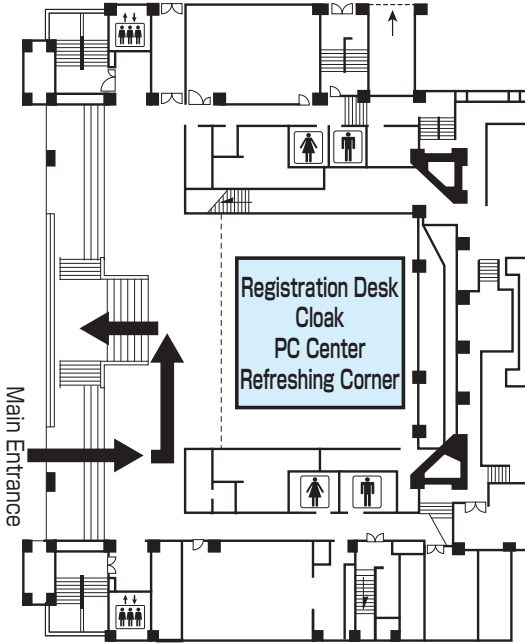 Registration Desk
Cloak
PC Center
Refreshing Corner
Main Entrance